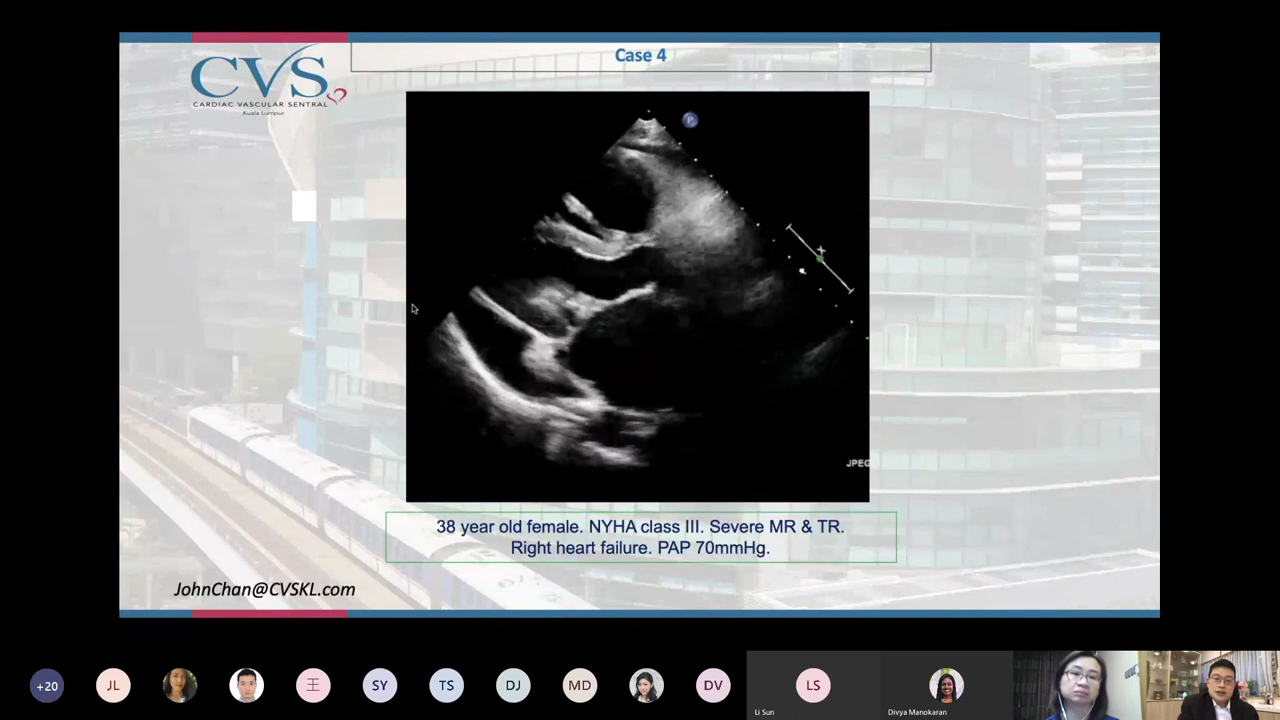 Case 4
CVS
CARDIAC VASCULAR SENTRAL
Kuala Lumpur
P
JPEG
38 year old female. NYHA class III. Severe MR & TR.
Right heart failure. PAP 70mmHg.
JohnChan@CVSKL.com
+20
JL
王
SY
TS
DJ
MD
DV
LS
Li Sun
Divya Manokaran